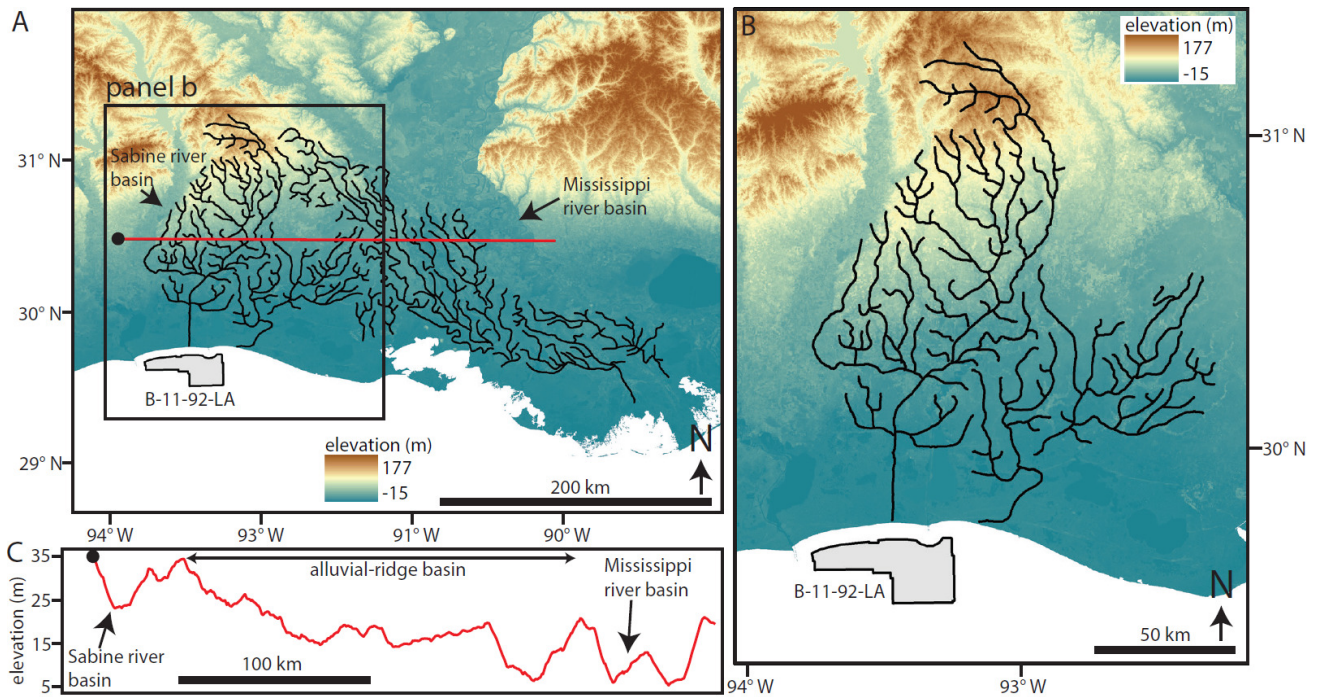 A
panel b
31° N
Sabine river
basin
Mississippi
river basin
30° N
B-11-92-LA
29° N
elevation (m)
177
-15
N
200 km
94° W
93° W
91° W
90° W
B
elevation (m)
177
-15
31° N
30° N
B-11-92-LA
N
50 km
94° W
93° W
C
elevation (m)
35
25
15
5
alluvial-ridge basin
Mississippi
river basin
Sabine river
basin
100 km